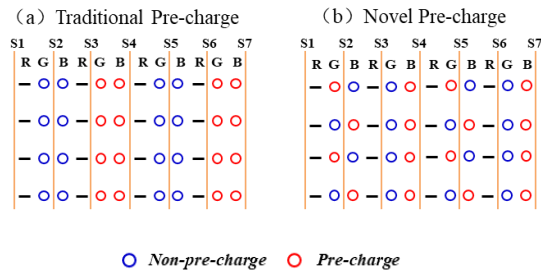 （a）Traditional Pre-charge
（b）Novel Pre-charge
S1 S2 S3 S4 S5 S6 S7
S1 S2 S3 S4 S5 S6 S7
R G B R G B R G B R G B
R G B R G B R G B R G B
Non-pre-charge
Pre-charge